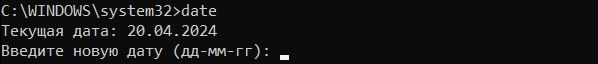 C:\WINDOWS\system32>date
Текущая дата: 20.04.2024
Введите новую дату (дд-мм-гг):